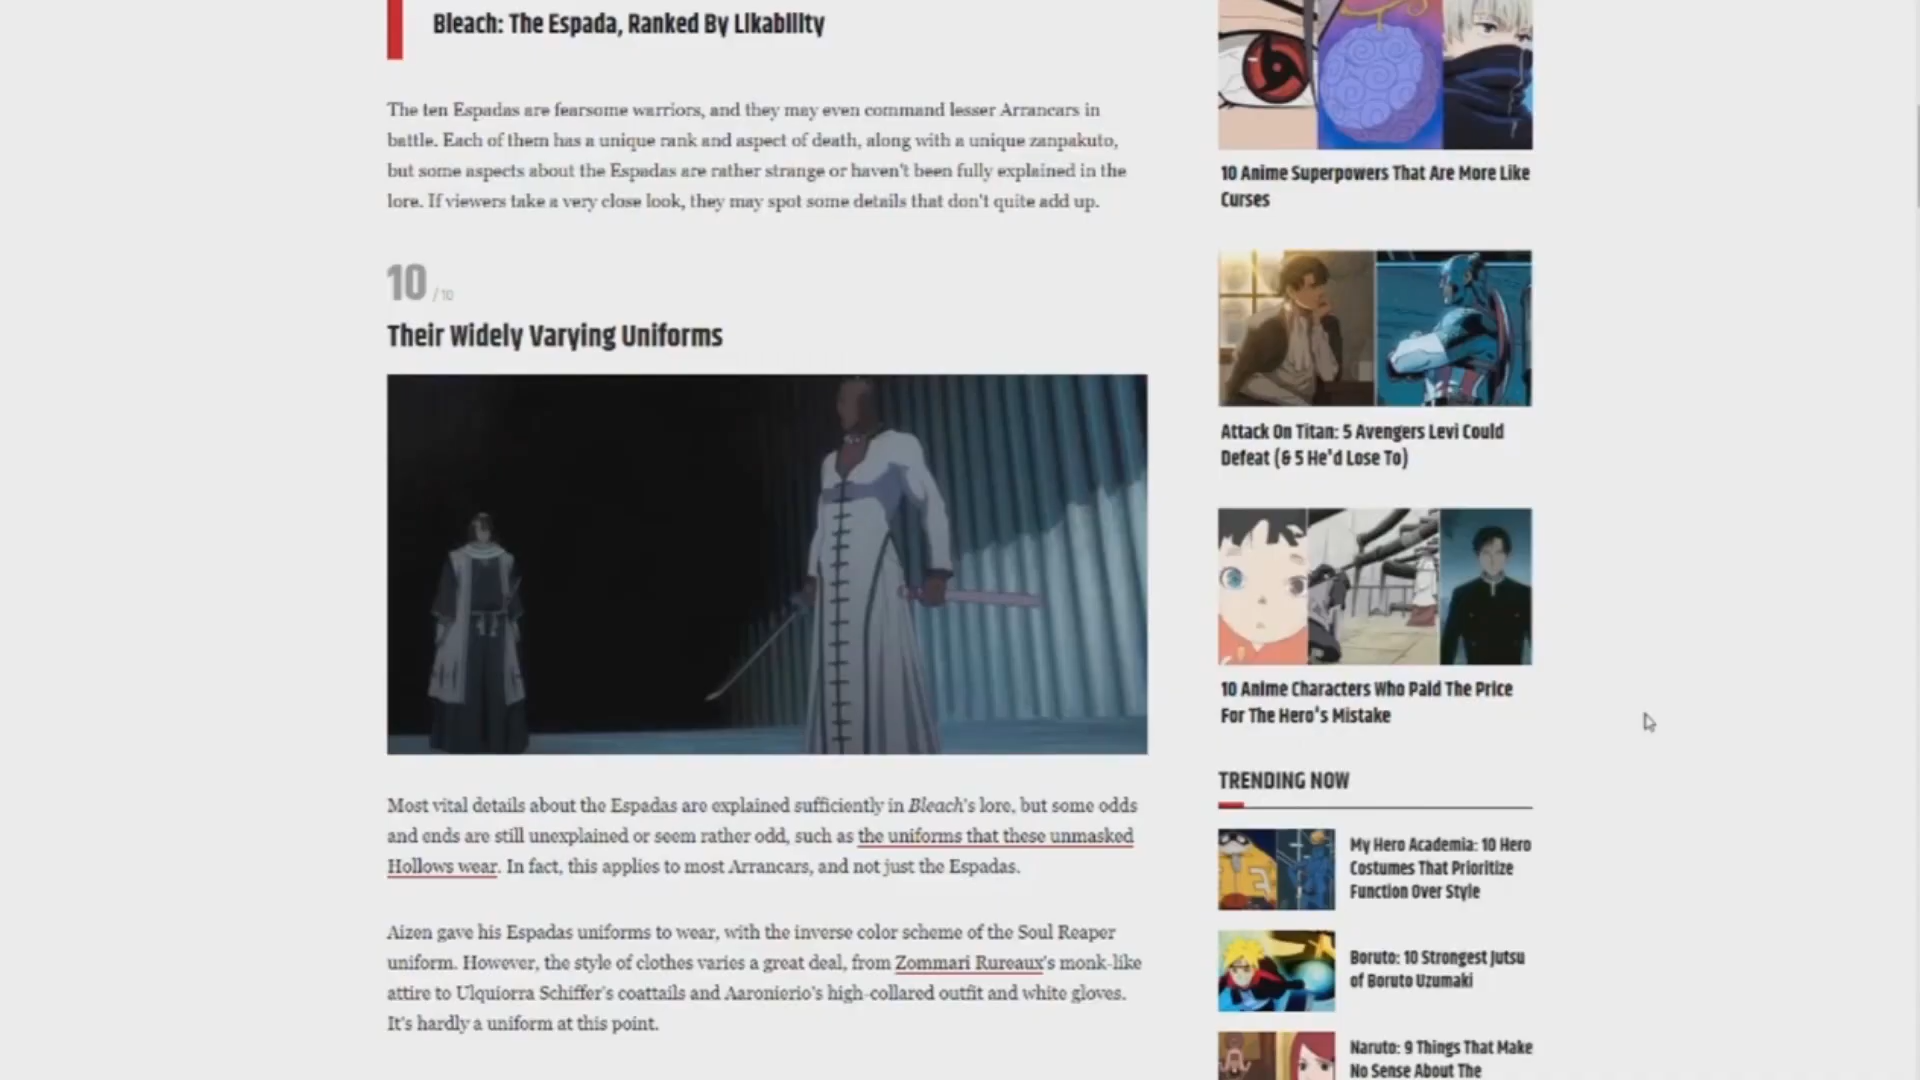 Bleach: The Espada, Ranked By Likability
The ten Espadas are fearsome warriors, and they may even command lesser Arrancars in
battle. Each of them has a unique rank and aspect of death, along with a unique zanpakuto,
but some aspects about the Espadas are rather strange or haven't been fully explained in the
lore. If viewers take a very close look, they may spot some details that don't quite add up.
10 / 10
Their Widely Varying Uniforms
Most vital details about the Espadas are explained sufficiently in Bleach's lore, but some odds
and ends are still unexplained or seem rather odd, such as the uniforms that these unmasked
Hollows wear. In fact, this applies to most Arrancars, and not just the Espadas.
Aizen gave his Espadas uniforms to wear, with the inverse color scheme of the Soul Reaper
uniform. However, the style of clothes varies a great deal, from Zommari Rureaux's monk-like
attire to Ulquiorra Schiffer's coattails and Aaronierio's high-collared outfit and white gloves.
It's hardly a uniform at this point.
10 Anime Superpowers That Are More Like
Curses
Attack On Titan: 5 Avengers Levi Could
Defeat (& 5 He'd Lose To)
10 Anime Characters Who Paid The Price
For The Hero's Mistake
TRENDING NOW
My Hero Academia: 10 Hero
Costumes That Prioritize
Function Over Style
Boruto: 10 Strongest Jutsu
of Boruto Uzumaki
Naruto: 9 Things That Make
No Sense About The